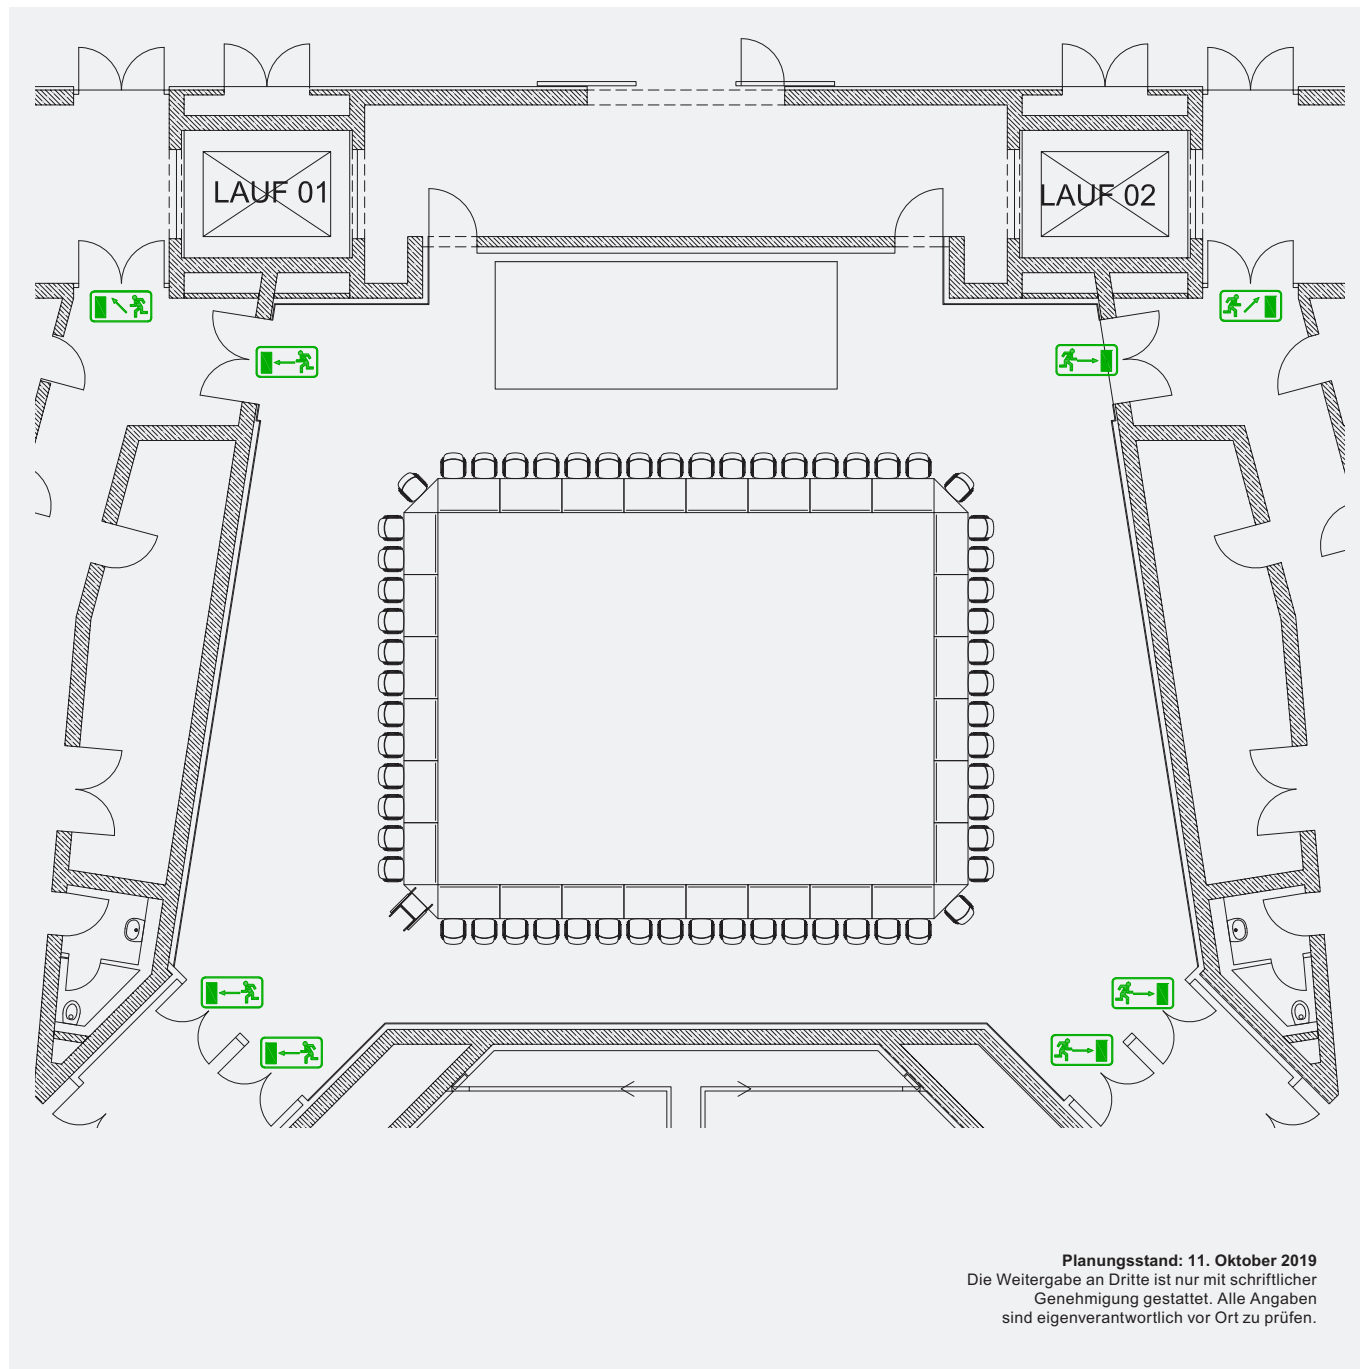 LAUF 01
LAUF 02
Planungsstand: 11. Oktober 2019
Die Weitergabe an Dritte ist nur mit schriftlicher
Genehmigung gestattet. Alle Angaben
sind eigenverantwortlich vor Ort zu prüfen.